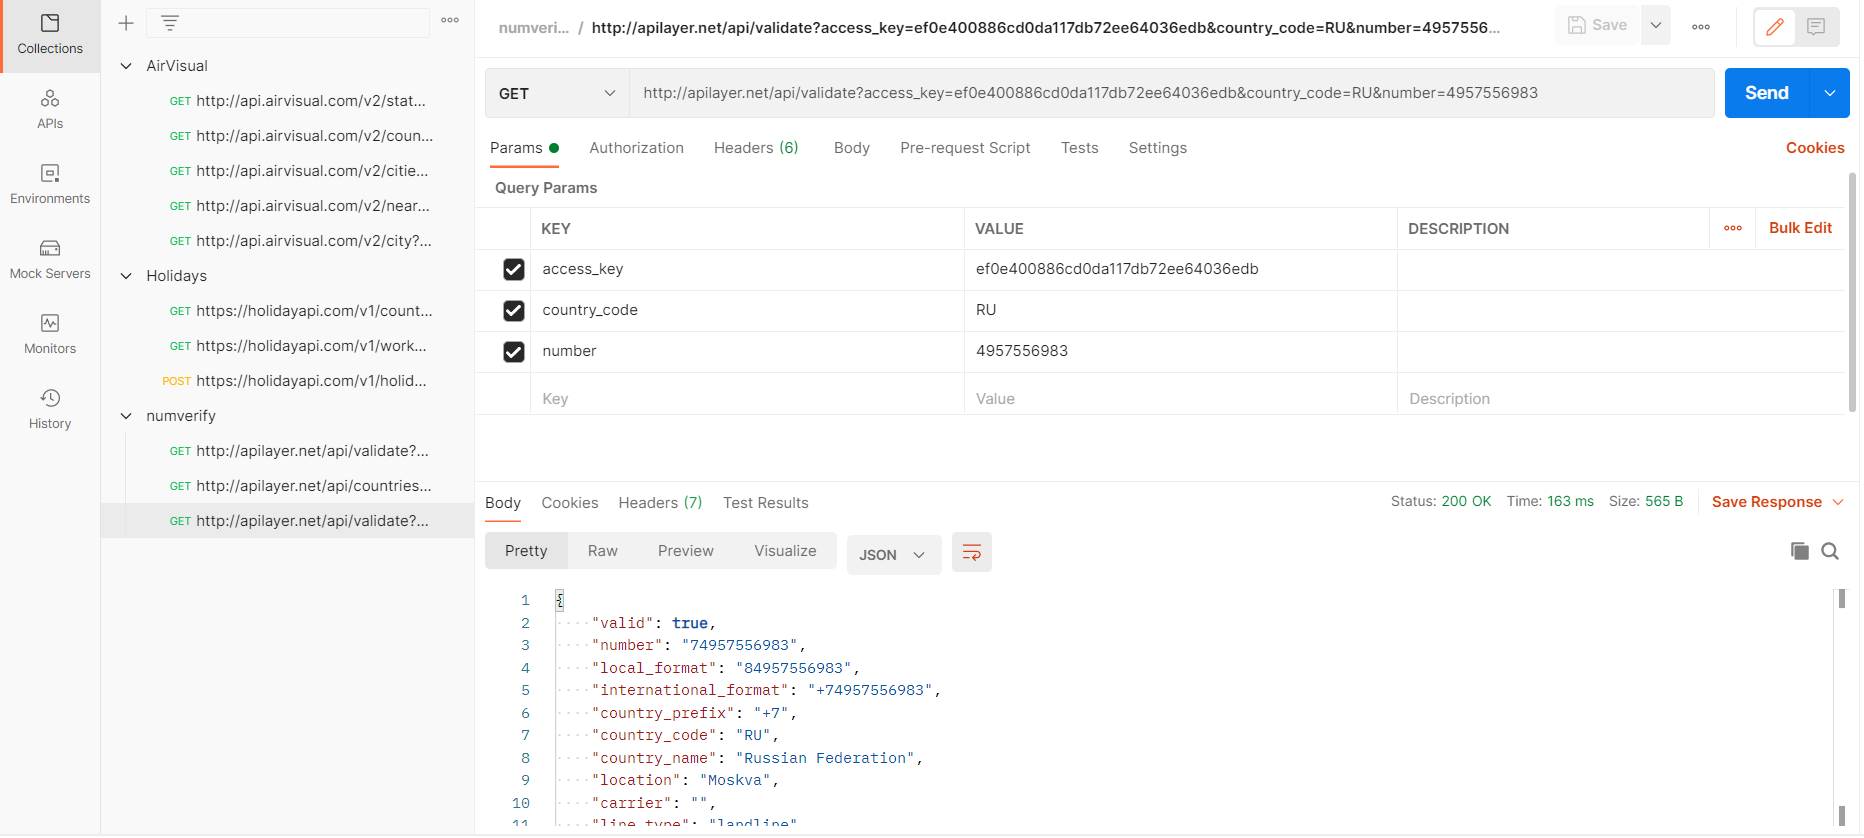 Collections
APIs
Environments
Mock Servers
Monitors
History
AirVisual
GET http://api.airvisual.com/v2/stat...
GET http://api.airvisual.com/v2/coun...
GET http://api.airvisual.com/v2/citie...
GET http://api.airvisual.com/v2/near...
GET http://api.airvisual.com/v2/city?...
Holidays
GET https://holidayapi.com/v1/count...
GET https://holidayapi.com/v1/work...
POST https://holidayapi.com/v1/holid...
numverify
GET http://apilayer.net/api/validate?...
GET http://apilayer.net/api/countries...
GET http://apilayer.net/api/validate?...
numveri... / http://apilayer.net/api/validate?access_key=ef0e400886cd0da117db72ee64036edb&country_code=RU&number=4957556...
Save
GET http://apilayer.net/api/validate?access_key=ef0e400886cd0da117db72ee64036edb&country_code=RU&number=4957556983
Send
Params Authorization Headers (6) Body Pre-request Script Tests Settings Cookies
Query Params
KEY VALUE DESCRIPTION Bulk Edit
access_key ef0e400886cd0da117db72ee64036edb
country_code RU
number 4957556983
Key Value Description
Body Cookies Headers (7) Test Results Status: 200 OK Time: 163 ms Size: 565 B Save Response
Pretty Raw Preview Visualize JSON
1 {
2 "valid": true,
3 "number": "74957556983",
4 "local_format": "84957556983",
5 "international_format": "+74957556983",
6 "country_prefix": "+7",
7 "country_code": "RU",
8 "country_name": "Russian Federation",
9 "location": "Moskva",
10 "carrier": "",
11 "line_type": "landline"